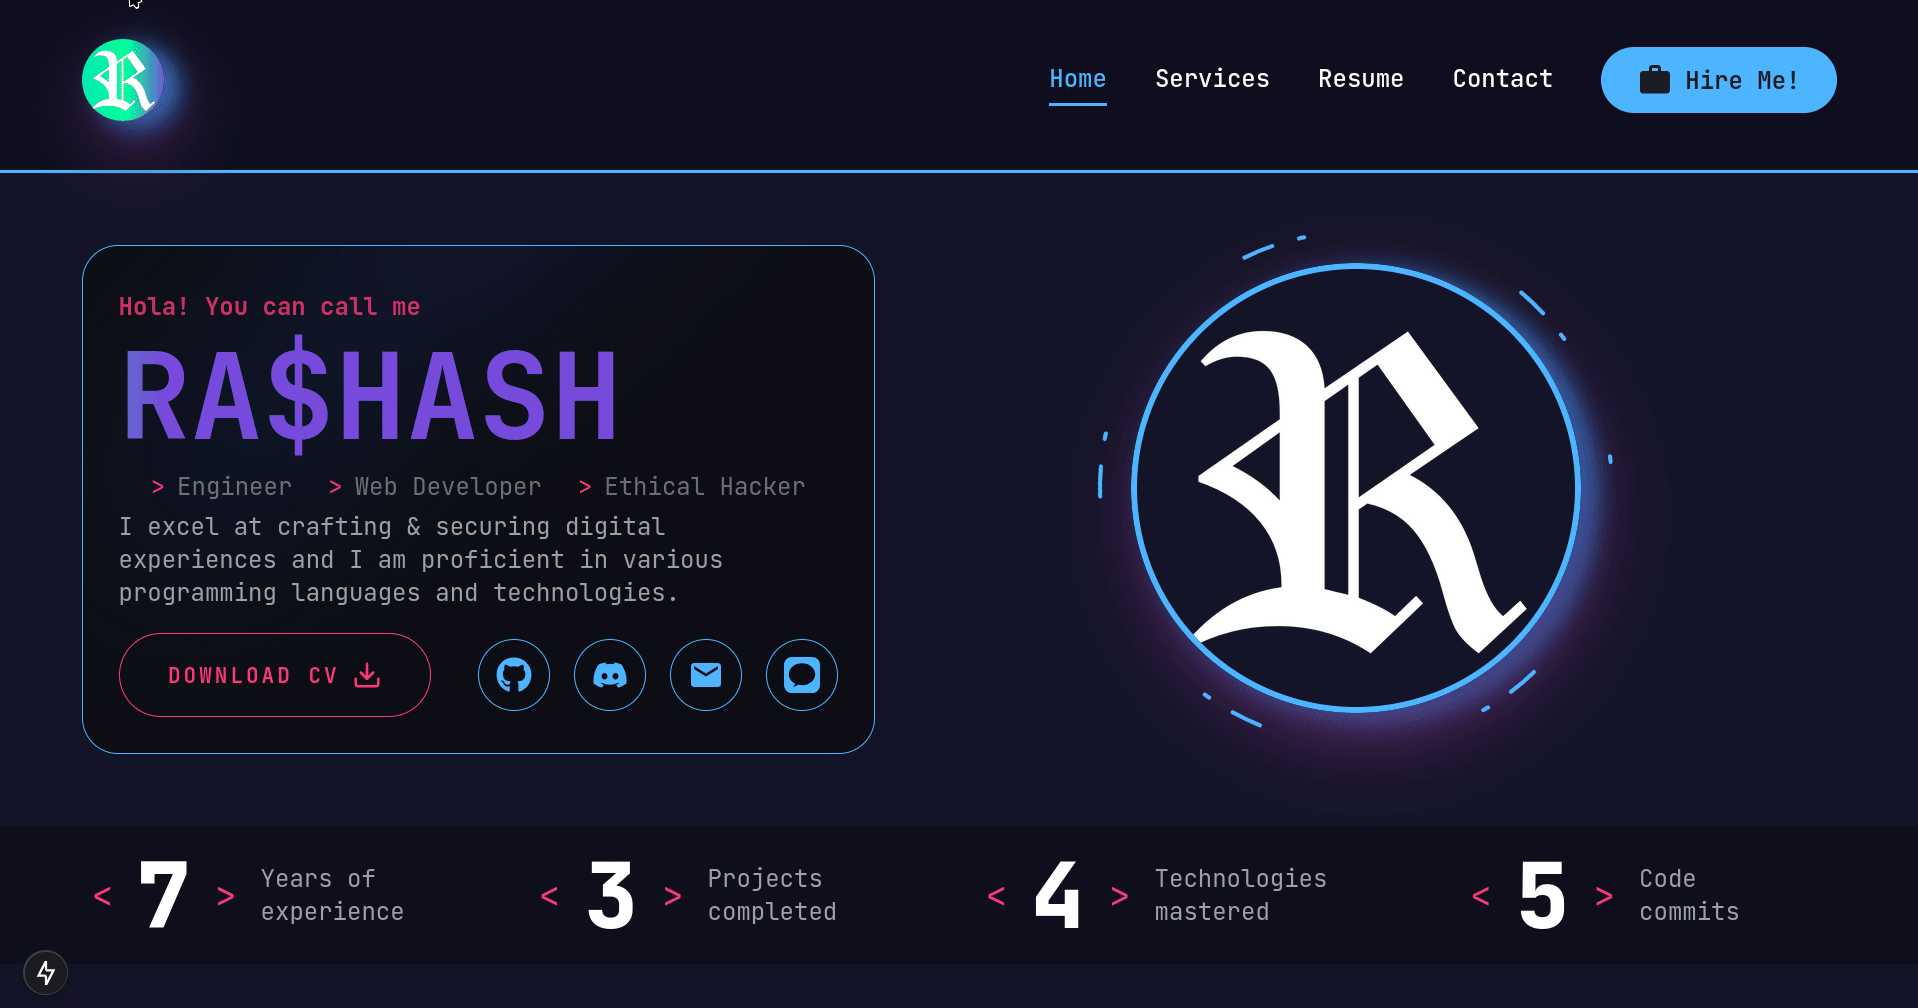 R
Home Services Resume Contact Hire Me!
Hola! You can call me
RA$HASH
> Engineer > Web Developer > Ethical Hacker
I excel at crafting & securing digital
experiences and I am proficient in various
programming languages and technologies.
DOWNLOAD CV
R
< 7 > Years of
experience
< 3 > Projects
completed
< 4 > Technologies
mastered
< 5 > Code
commits